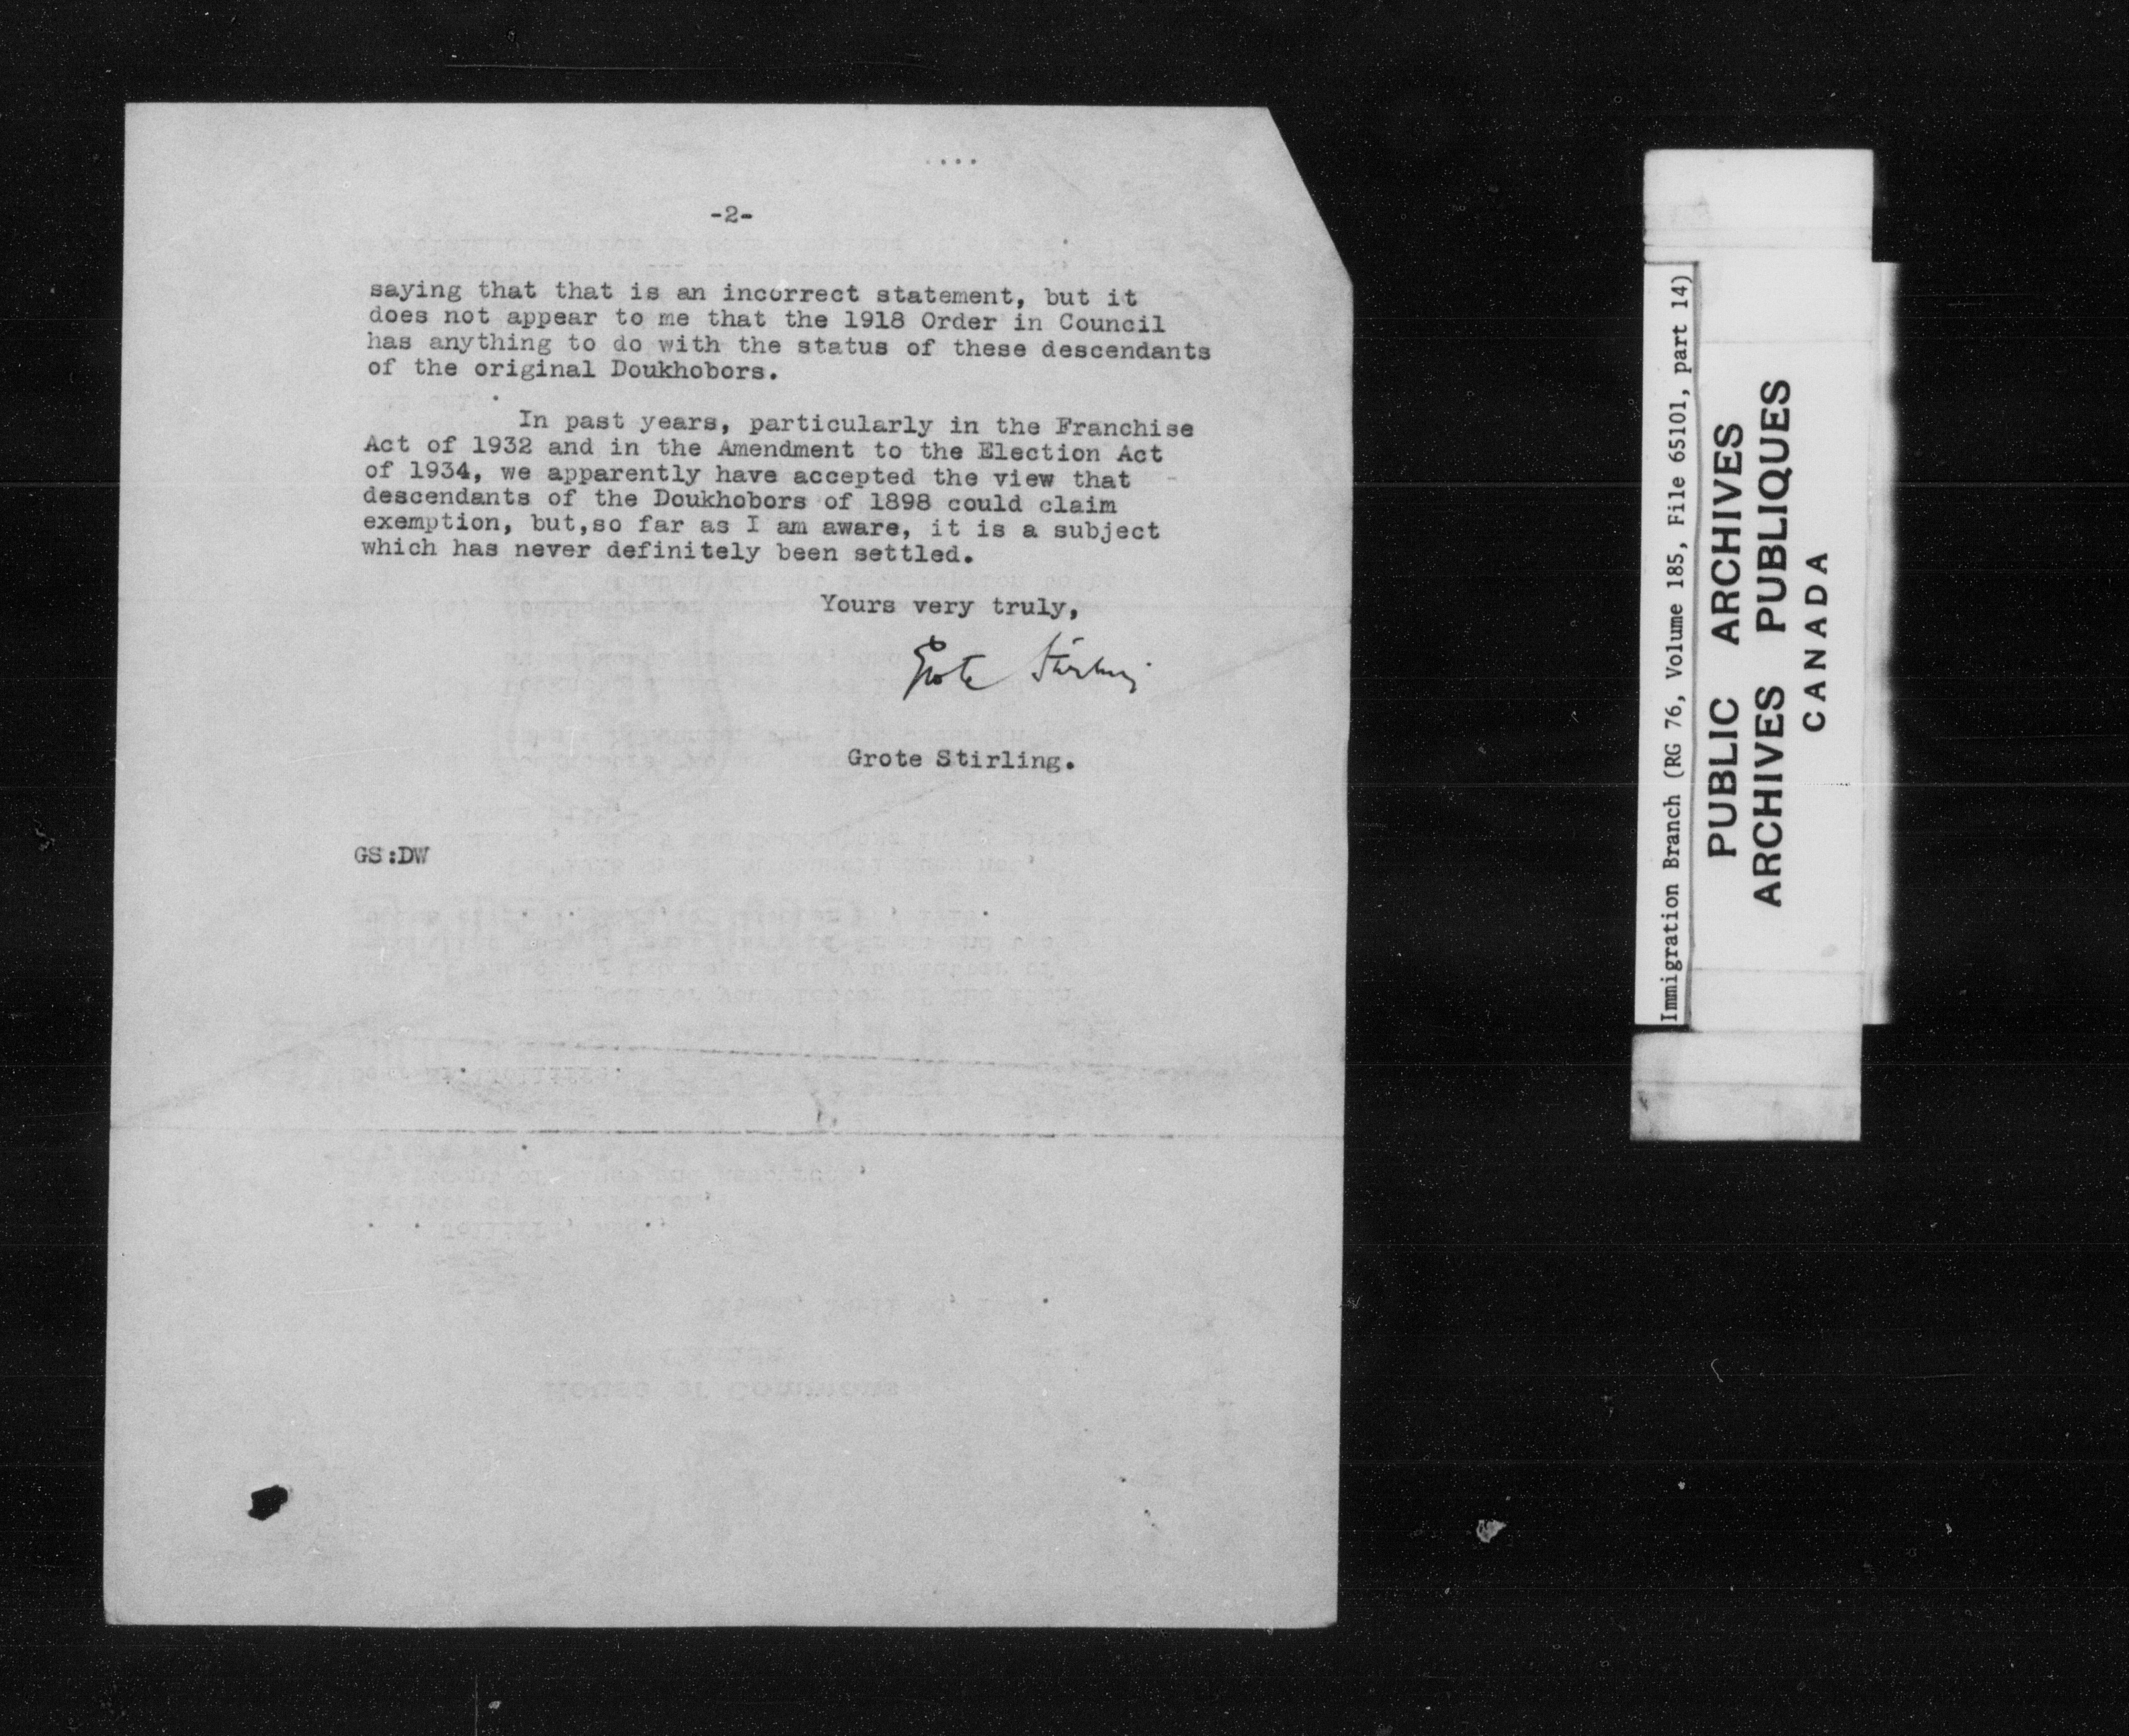 -2-
saying that that is an incorrect statement, but it
does not appear to me that the 1918 Order in Council
has anything to do with the status of these descendants
of the original Doukhobors.
In past years, particularly in the Franchise
Act of 1932 and in the Amendment to the Election Act
of 1934, we apparently have accepted the view that
descendants of the Doukhobors of 1898 could claim
exemption, but,so far as I am aware, it is a subject
which has never definitely been settled.
Yours very truly,
Grote Stirling
Grote Stirling.
GS:DW
Immigration Branch (RG 76, Volume 185, File 65101, part 14)
PUBLIC ARCHIVES
ARCHIVES PUBLIQUES
CANADA